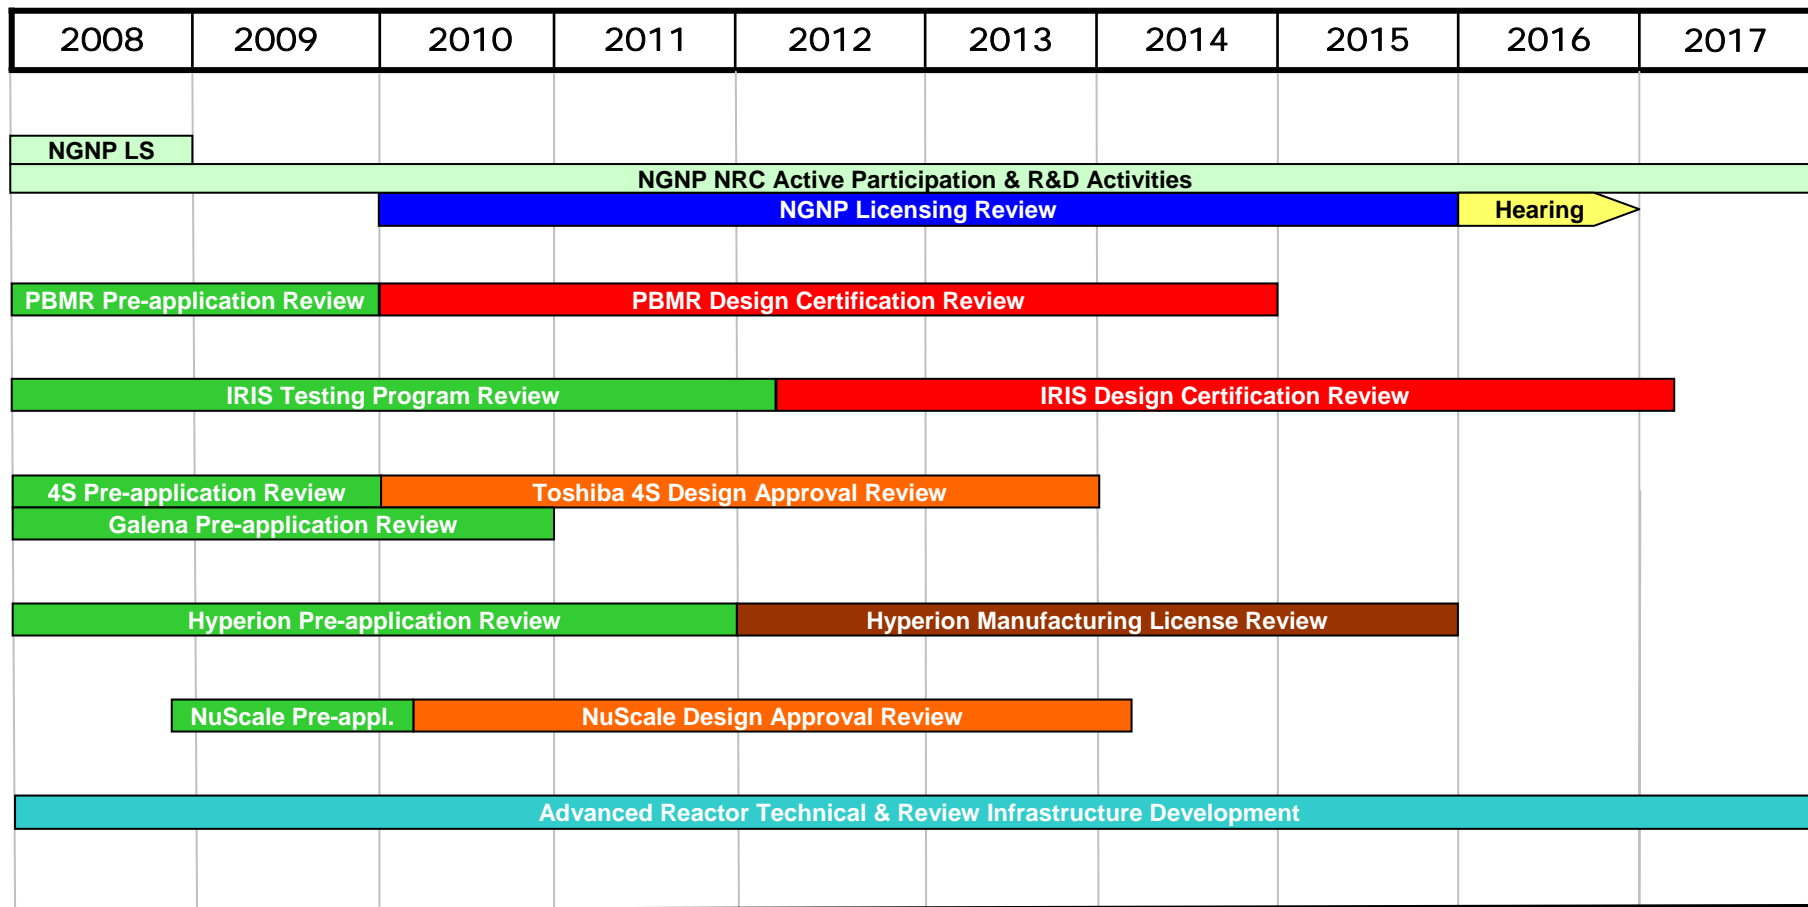 2008 2009 2010 2011 2012 2013 2014 2015 2016 2017
NGNP LS
NGNP NRC Active Participation & R&D Activities
NGNP Licensing Review Hearing
PBMR Pre-application Review PBMR Design Certification Review
IRIS Testing Program Review IRIS Design Certification Review
4S Pre-application Review Toshiba 4S Design Approval Review
Galena Pre-application Review
Hyperion Pre-application Review Hyperion Manufacturing License Review
NuScale Pre-appl. NuScale Design Approval Review
Advanced Reactor Technical & Review Infrastructure Development